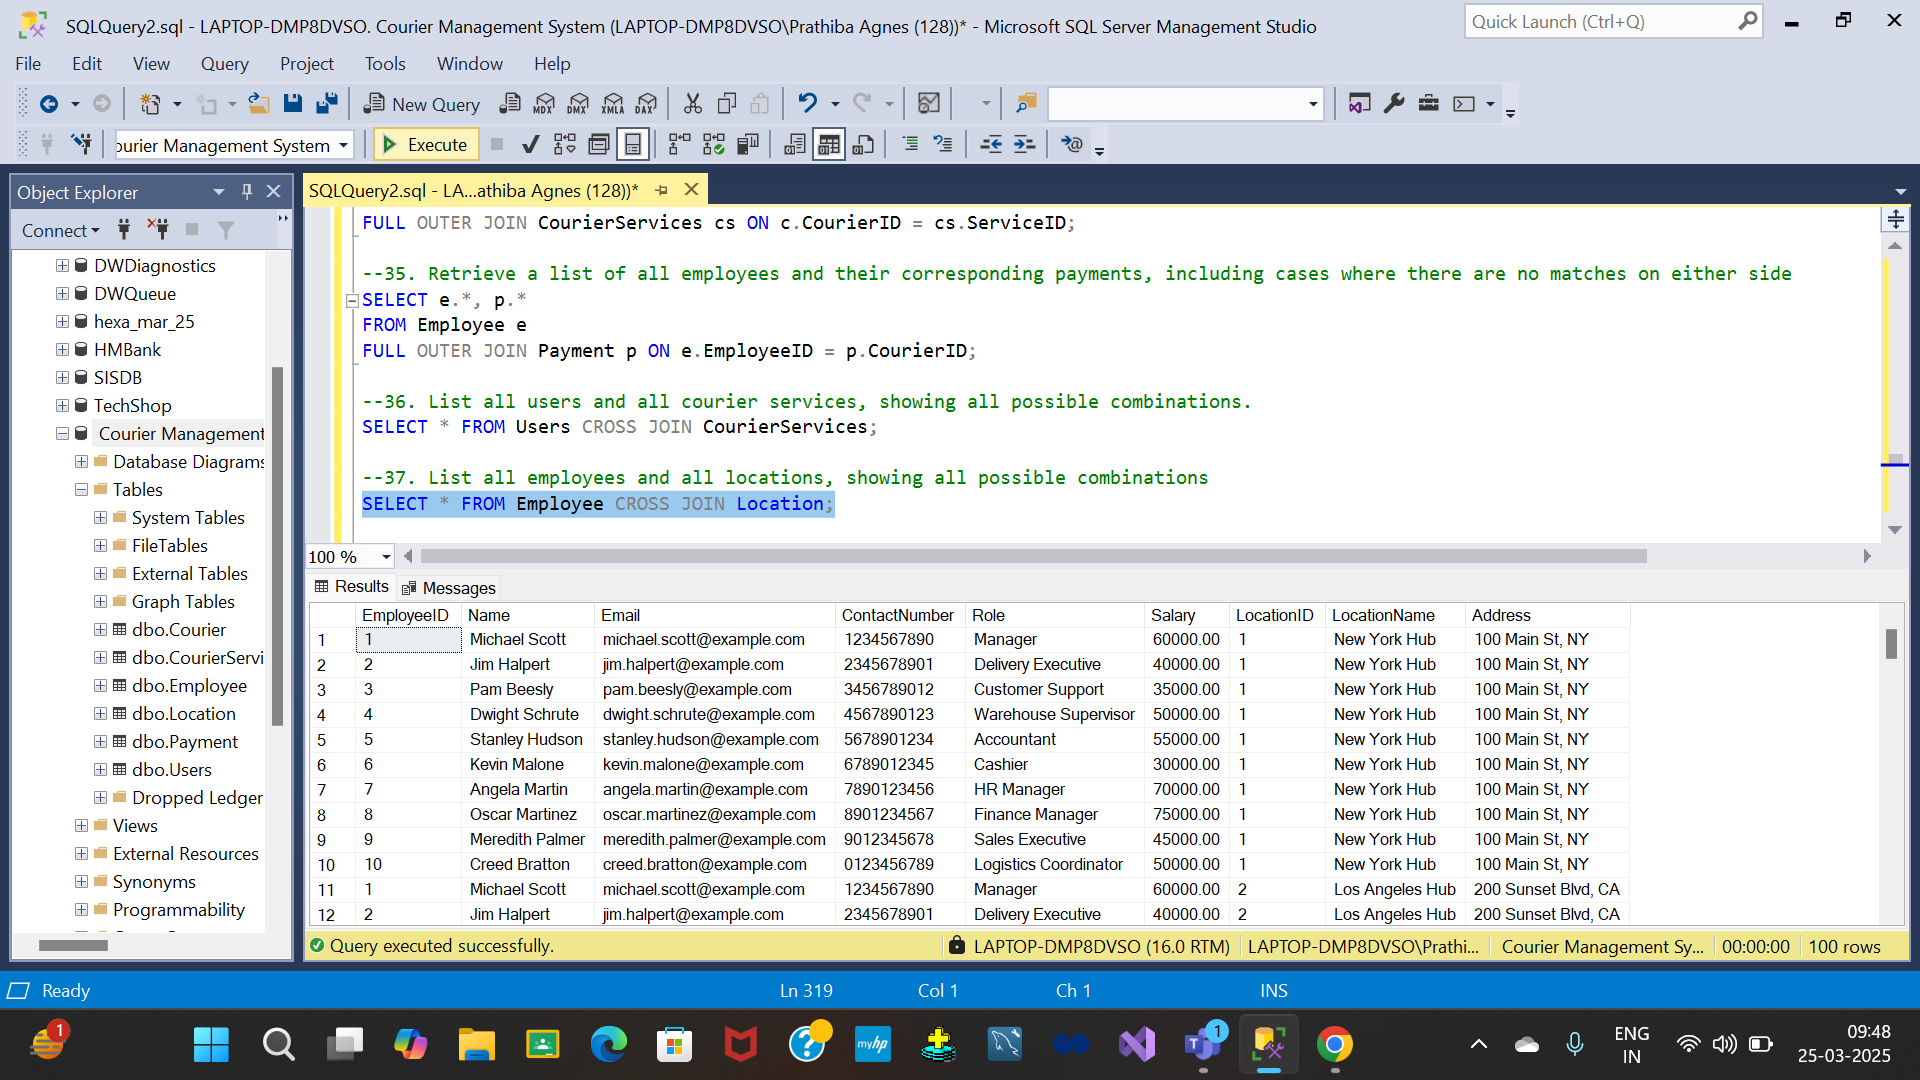 SQLQuery2.sql - LAPTOP-DMP8DVSO. Courier Management System (LAPTOP-DMP8DVSO\Prathiba Agnes (128))* - Microsoft SQL Server Management Studio
Quick Launch (Ctrl+Q)
File Edit View Query Project Tools Window Help
New Query MDX DMX XMLA DAX
ourier Management System Execute
Object Explorer
SQLQuery2.sql - LA...athiba Agnes (128))*
Connect
DWDiagnostics
DWQueue
hexa_mar_25
HMBank
SISDB
TechShop
Courier Management
Database Diagrams
Tables
System Tables
FileTables
External Tables
Graph Tables
dbo.Courier
dbo.CourierServi
dbo.Employee
dbo.Location
dbo.Payment
dbo.Users
Dropped Ledger
Views
External Resources
Synonyms
Programmability
FULL OUTER JOIN CourierServices cs ON c.CourierID = cs.ServiceID;
--35. Retrieve a list of all employees and their corresponding payments, including cases where there are no matches on either side
SELECT e.*, p.*
FROM Employee e
FULL OUTER JOIN Payment p ON e.EmployeeID = p.CourierID;
--36. List all users and all courier services, showing all possible combinations.
SELECT * FROM Users CROSS JOIN CourierServices;
--37. List all employees and all locations, showing all possible combinations
SELECT * FROM Employee CROSS JOIN Location;
100 %
Results Messages
EmployeeID Name Email ContactNumber Role Salary LocationID LocationName Address
1 1 Michael Scott michael.scott@example.com 1234567890 Manager 60000.00 1 New York Hub 100 Main St, NY
2 2 Jim Halpert jim.halpert@example.com 2345678901 Delivery Executive 40000.00 1 New York Hub 100 Main St, NY
3 3 Pam Beesly pam.beesly@example.com 3456789012 Customer Support 35000.00 1 New York Hub 100 Main St, NY
4 4 Dwight Schrute dwight.schrute@example.com 4567890123 Warehouse Supervisor 50000.00 1 New York Hub 100 Main St, NY
5 5 Stanley Hudson stanley.hudson@example.com 5678901234 Accountant 55000.00 1 New York Hub 100 Main St, NY
6 6 Kevin Malone kevin.malone@example.com 6789012345 Cashier 30000.00 1 New York Hub 100 Main St, NY
7 7 Angela Martin angela.martin@example.com 7890123456 HR Manager 70000.00 1 New York Hub 100 Main St, NY
8 8 Oscar Martinez oscar.martinez@example.com 8901234567 Finance Manager 75000.00 1 New York Hub 100 Main St, NY
9 9 Meredith Palmer meredith.palmer@example.com 9012345678 Sales Executive 45000.00 1 New York Hub 100 Main St, NY
10 10 Creed Bratton creed.bratton@example.com 0123456789 Logistics Coordinator 50000.00 1 New York Hub 100 Main St, NY
11 1 Michael Scott michael.scott@example.com 1234567890 Manager 60000.00 2 Los Angeles Hub 200 Sunset Blvd, CA
12 2 Jim Halpert jim.halpert@example.com 2345678901 Delivery Executive 40000.00 2 Los Angeles Hub 200 Sunset Blvd, CA
Query executed successfully. LAPTOP-DMP8DVSO (16.0 RTM) LAPTOP-DMP8DVSO\Prathi... Courier Management Sy... 00:00:00 100 rows
Ready Ln 319 Col 1 Ch 1 INS
1 myhp 1 ENG 09:48
IN 25-03-2025